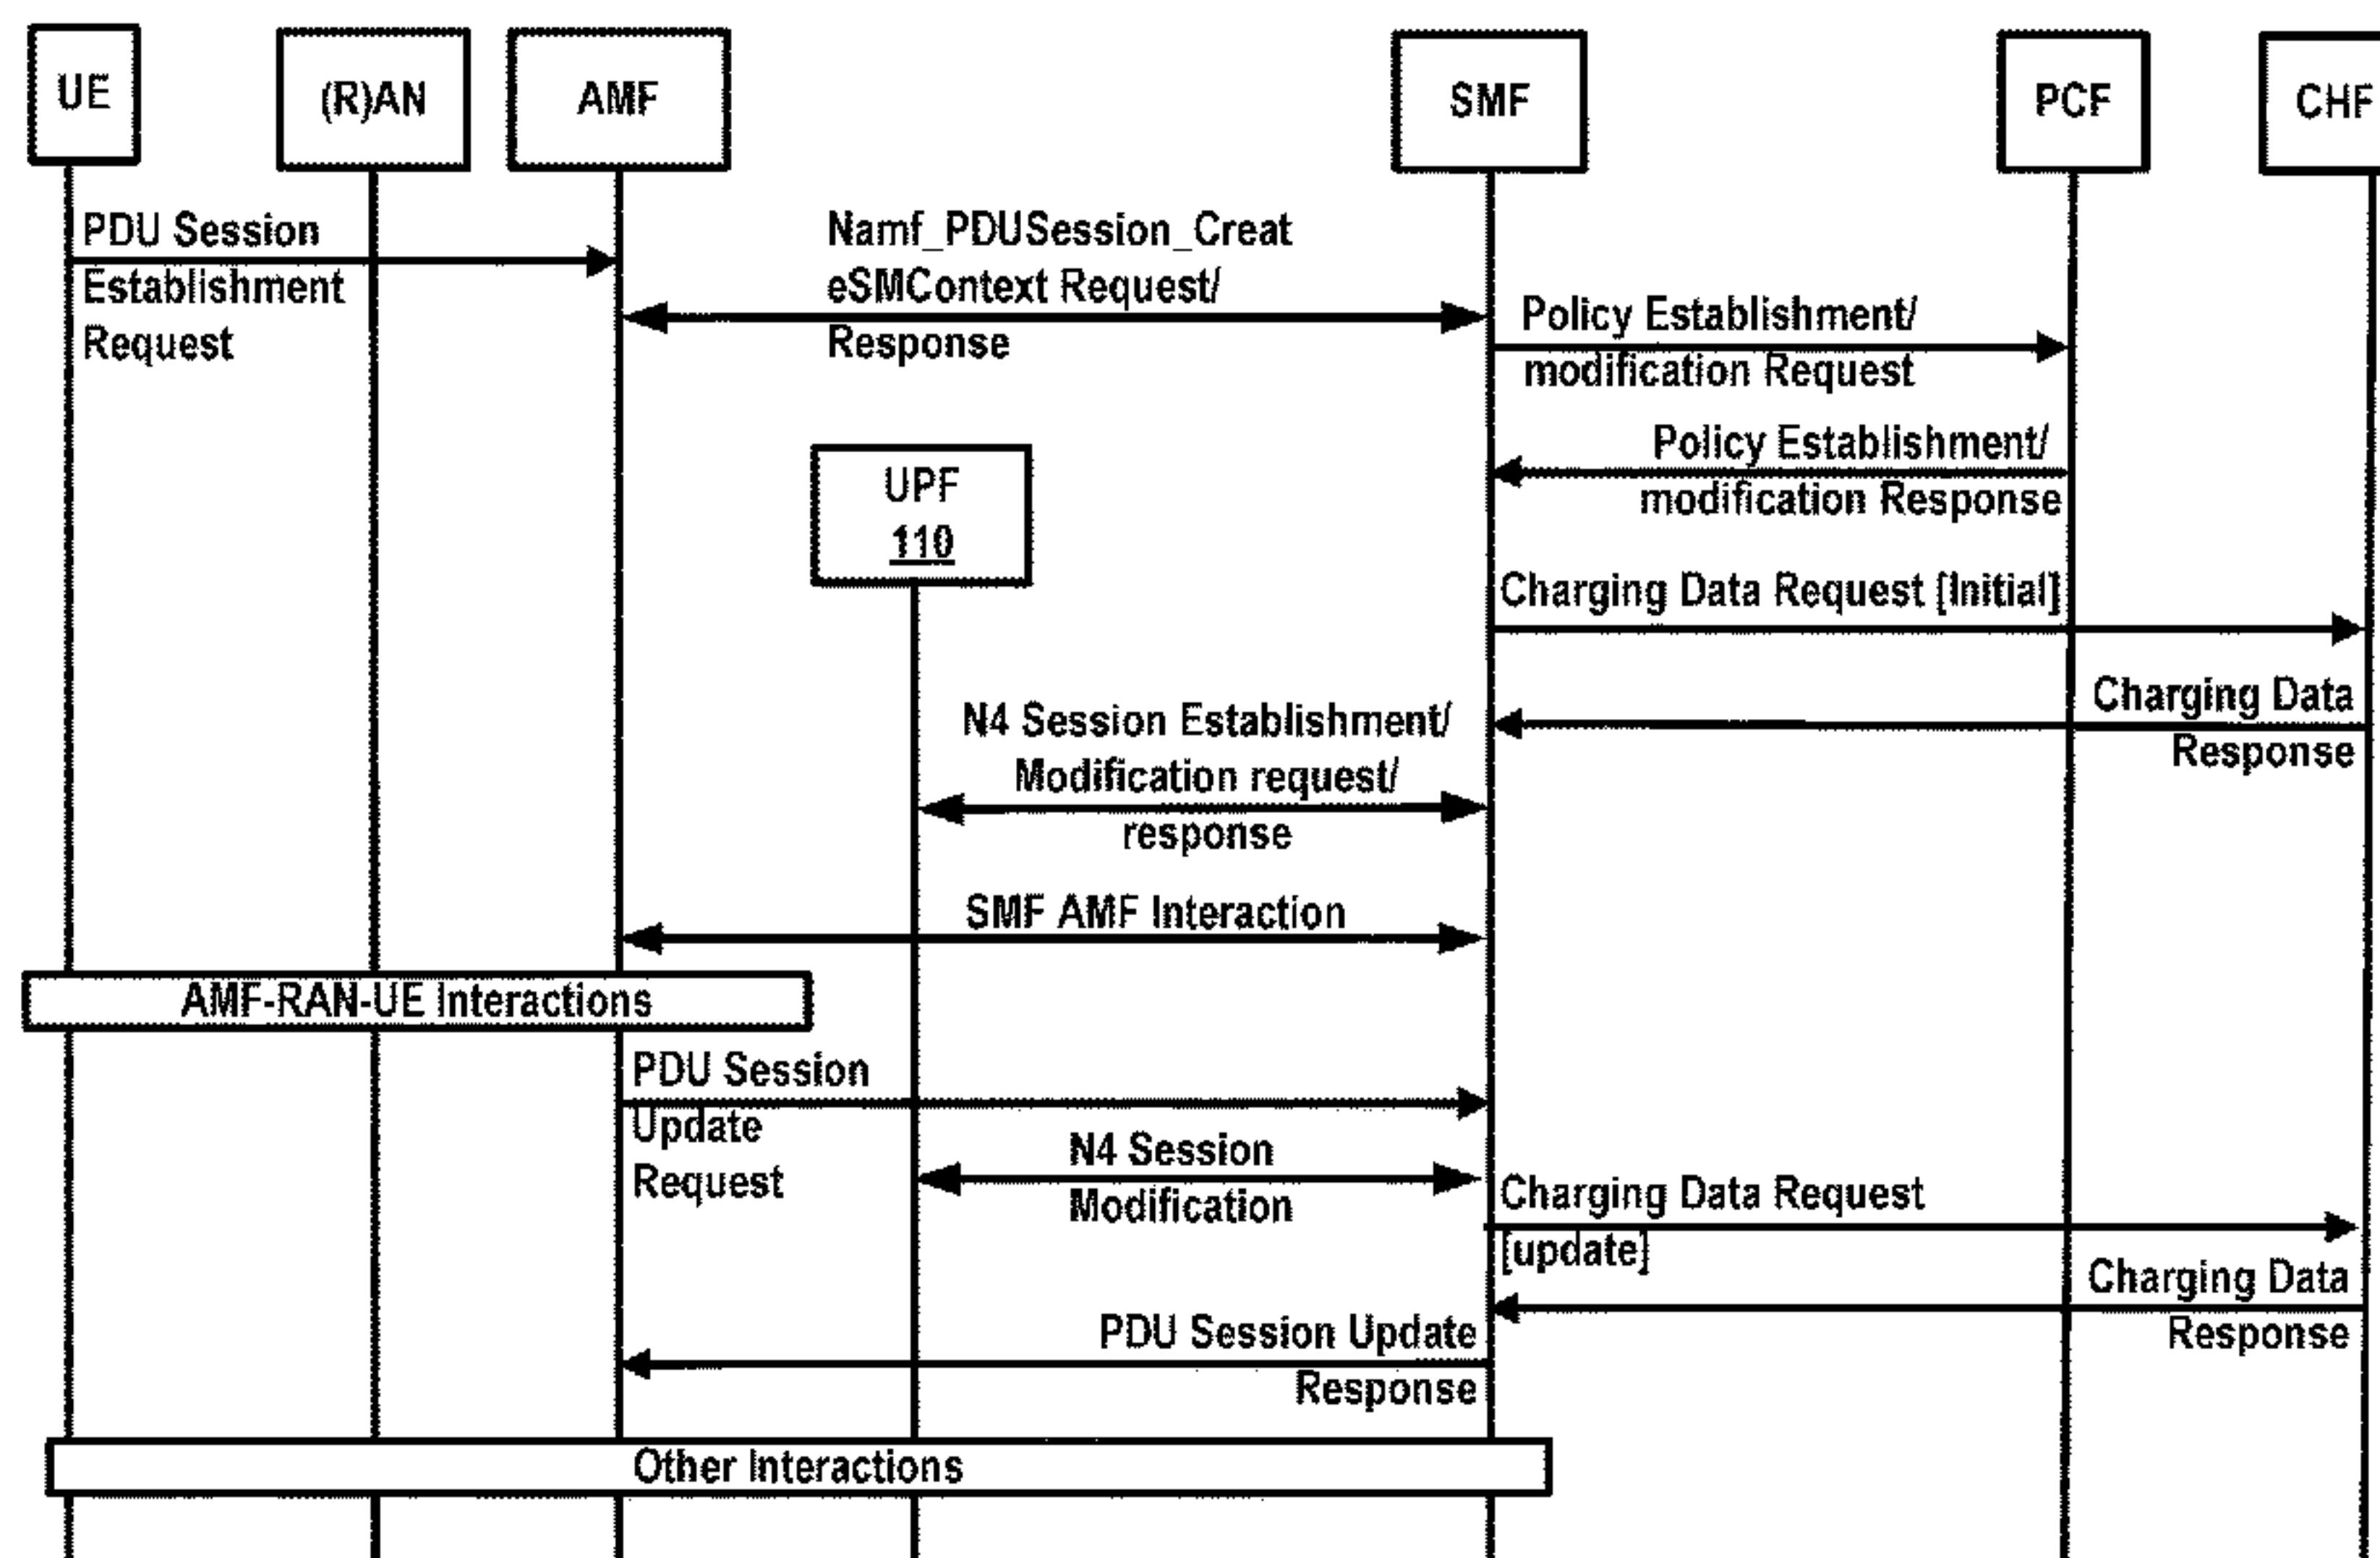 UE
(R)AN
AMF
SMF
PCF
CHF
PDU Session
Establishment
Request
Namf_PDUSession_Creat
eSMContext Request/
Response
Policy Establishment/
modification Request
Policy Establishment/
modification Response
UPF
110
Charging Data Request [Initial]
Charging Data
Response
N4 Session Establishment/
Modification request/
response
SMF AMF Interaction
AMF-RAN-UE Interactions
PDU Session
Update
Request
N4 Session
Modification
Charging Data Request
[update]
Charging Data
Response
PDU Session Update
Response
Other Interactions